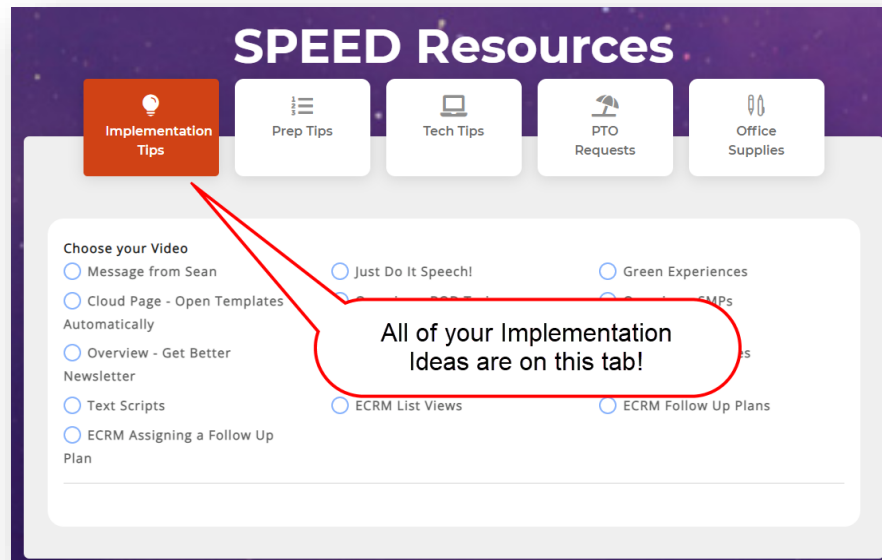 SPEED Resources
Implementation
Tips
Prep Tips
Tech Tips
PTO
Requests
Office
Supplies
Choose your Video
Message from Sean
Just Do It Speech!
Green Experiences
Cloud Page - Open Templates
Automatically
SMPs
Overview - Get Better
Newsletter
All of your Implementation
Ideas are on this tab!
Text Scripts
ECRM List Views
ECRM Follow Up Plans
ECRM Assigning a Follow Up
Plan